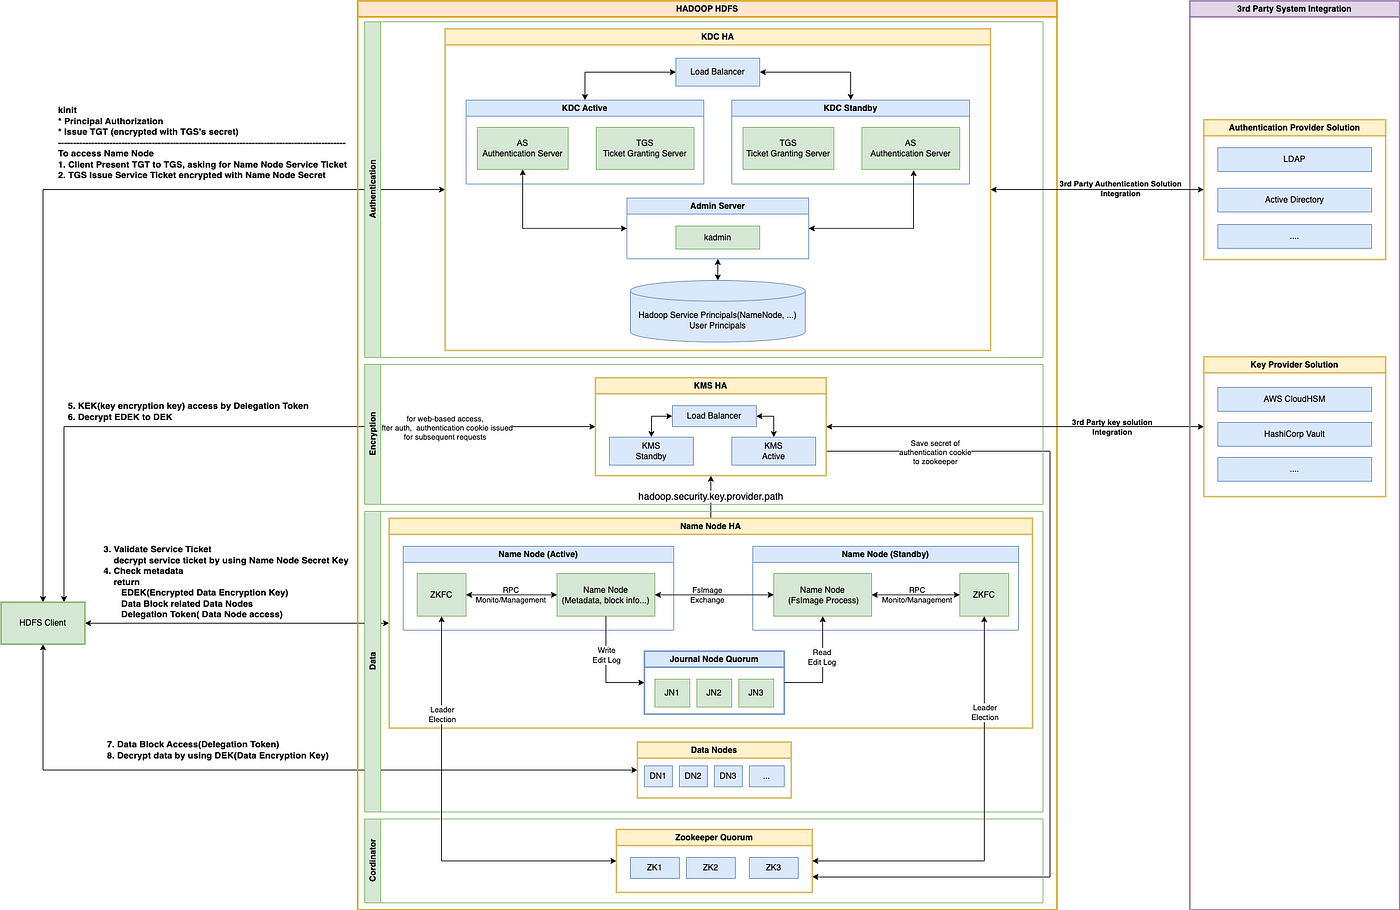 HADOOP HDFS
3rd Party System Integration
KDC HA
Load Balancer
KDC Active
KDC Standby
AS
Authentication Server
TGS
Ticket Granting Server
TGS
Ticket Granting Server
AS
Authentication Server
Admin Server
kadmin
Hadoop Service Principals(NameNode, ...)
User Principals
Authentication
kinit
* Principal Authorization
* Issue TGT (encrypted with TGS's secret)
To access Name Node
1. Client Present TGT to TGS, asking for Name Node Service Ticket
2. TGS Issue Service Ticket encrypted with Name Node Secret
3rd Party Authentication Solution
Integration
Authentication Provider Solution
LDAP
Active Directory
....
Encryption
5. KEK(key encryption key) access by Delegation Token
6. Decrypt EDEK to DEK
for web-based access,
fter auth, authentication cookie issued
for subsequent requests
KMS HA
Load Balancer
KMS
Standby
KMS
Active
Save secret of
authentication cookie
to zookeeper
3rd Party key solution
Integration
Key Provider Solution
AWS CloudHSM
HashiCorp Vault
....
hadoop.security.key.provider.path
Data
Name Node HA
Name Node (Active)
Name Node (Standby)
ZKFC
RPC
Monito/Management
Name Node
(Metadata, block info...)
FsImage
Exchange
Name Node
(FsImage Process)
RPC
Monito/Management
ZKFC
3. Validate Service Ticket
decrypt service ticket by using Name Node Secret Key
4. Check metadata
return
EDEK(Encrypted Data Encryption Key)
Data Block related Data Nodes
Delegation Token( Data Node access)
HDFS Client
Write
Edit Log
Journal Node Quorum
JN1
JN2
JN3
Read
Edit Log
Leader
Election
Leader
Election
7. Data Block Access(Delegation Token)
8. Decrypt data by using DEK(Data Encryption Key)
Data Nodes
DN1
DN2
DN3
...
Cordinator
Zookeeper Quorum
ZK1
ZK2
ZK3